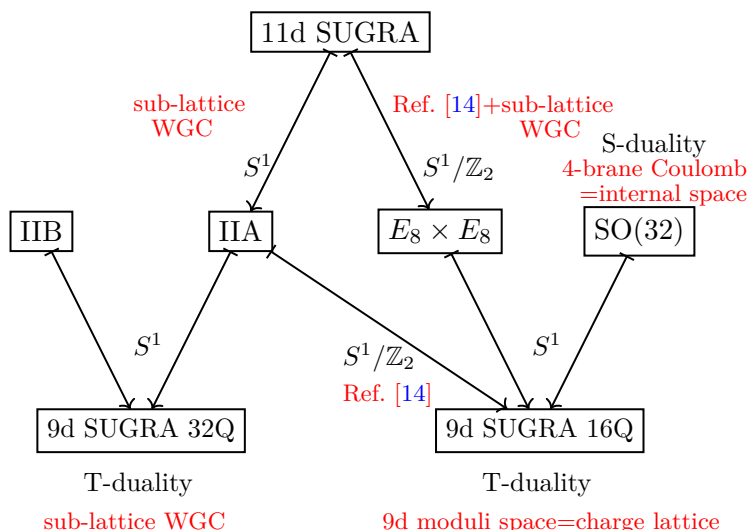 11d SUGRA
sub-lattice
WGC
Ref. [14]+sub-lattice
WGC
S-duality
4-brane Coulomb
=internal space
S¹
S¹/ℤ₂
IIB
IIA
E₈ × E₈
SO(32)
S¹
S¹/ℤ₂
S¹
Ref. [14]
9d SUGRA 32Q
9d SUGRA 16Q
T-duality
T-duality
sub-lattice WGC
9d moduli space=charge lattice